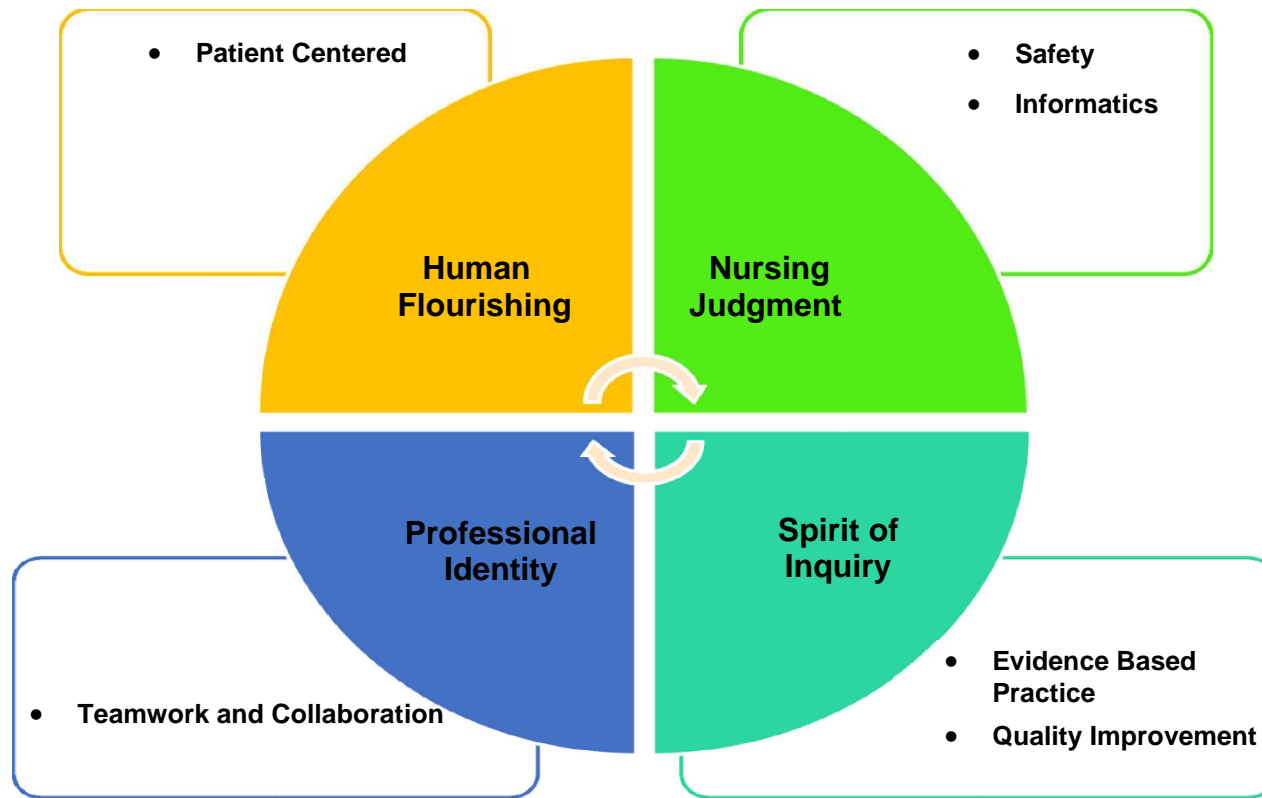 • Patient Centered
• Safety
• Informatics
Human
Flourishing
Nursing
Judgment
Professional
Identity
Spirit of
Inquiry
• Teamwork and Collaboration
• Evidence Based
Practice
• Quality Improvement